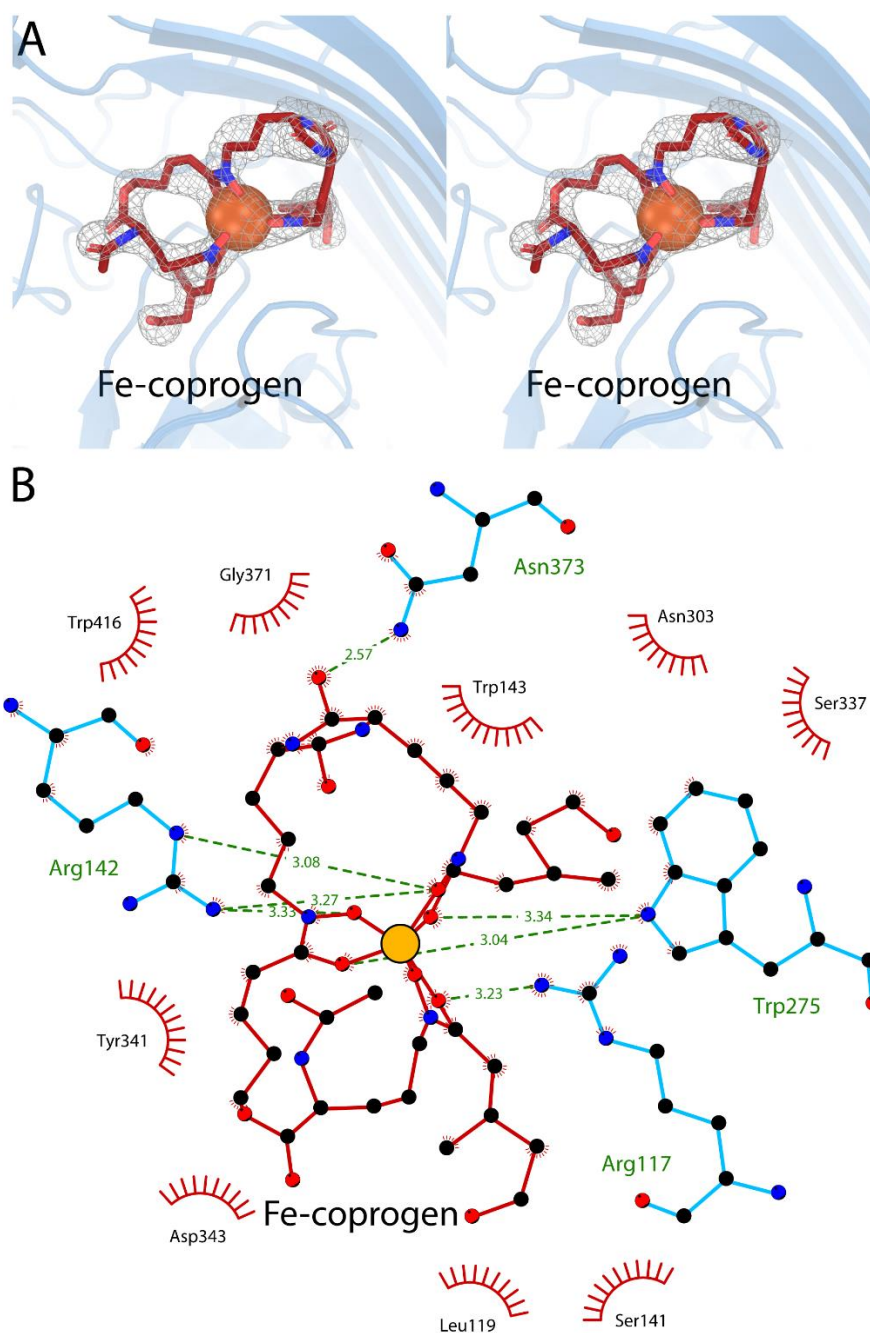 A
Fe-coprogen
Fe-coprogen
B
Asn373
Gly371
Asn303
Trp416
2.57
Trp143
Ser337
3.08
Arg142
3.27
3.33
3.34
3.04
3.23
Trp275
Tyr341
Arg117
Fe-coprogen
Asp343
Leu119
Ser141